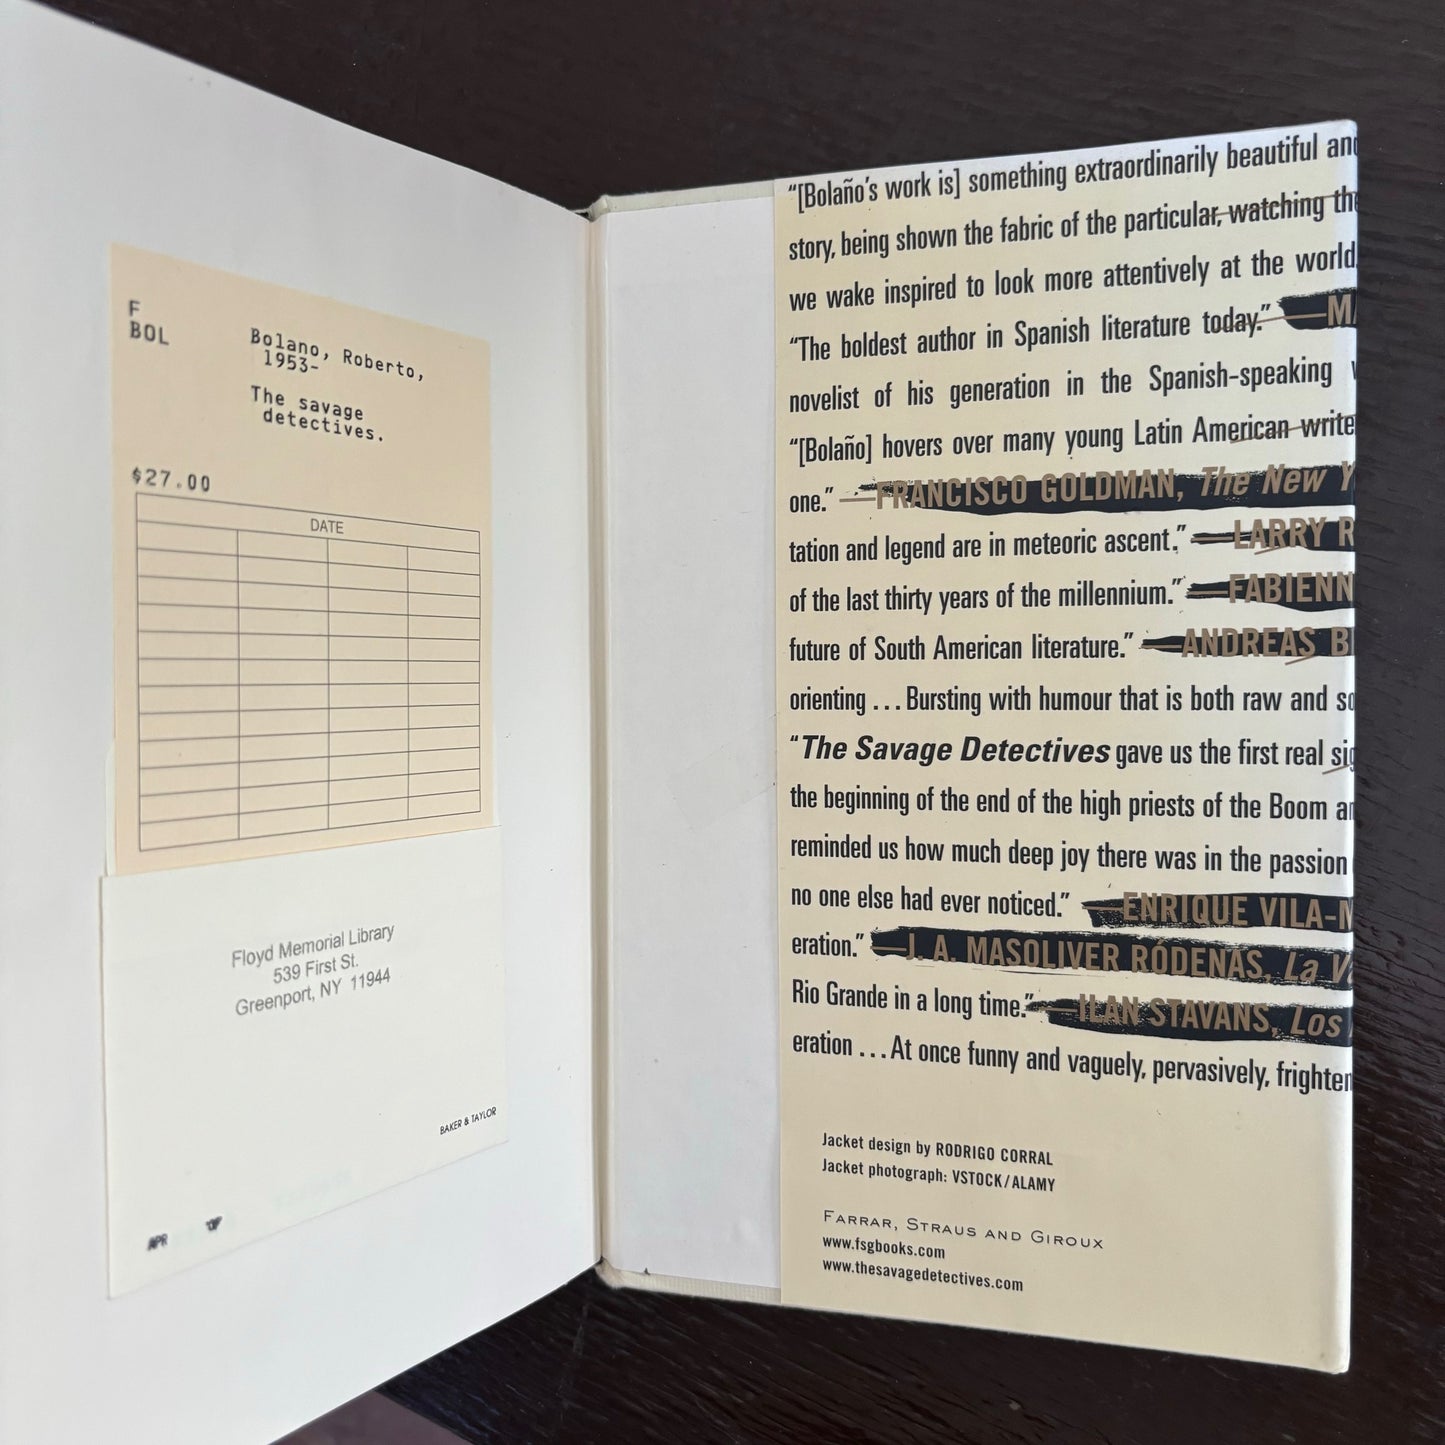 F
BOL
Bolano, Roberto,
1953-
The savage
detectives.
$27.00
DATE
Floyd Memorial Library
539 First St.
Greenport, NY 11944
BAKER & TAYLOR
APR
“[Bolaño’s work is] something extraordinarily beautiful
story, being shown the fabric of the particular, watching
we wake inspired to look more attentively at the world
“The boldest author in Spanish literature today.” —
novelist of his generation in the Spanish-speaking
“[Bolaño] hovers over many young Latin American
one.” —FRANCISCO GOLDMAN, The New
tation and legend are in meteoric ascent.” —LARRY
of the last thirty years of the millennium.” —
future of South American literature.” —ANDREAS
orienting ... Bursting with humour that is both raw and
“The Savage Detectives gave us the first real
the beginning of the end of the high priests of the Boom
reminded us how much deep joy there was in the passion
no one else had ever noticed.” —ENRIQUE
eration.” —J. A. MASOLIVER RÓDENAS, La
Rio Grande in a long time.” —ILAN STAVANS, Los
eration ... At once funny and vaguely, pervasively,
Jacket design by RODRIGO CORRAL
Jacket photograph: VSTOCK/ALAMY
FARRAR, STRAUS AND GIROUX
www.fsgbooks.com
www.thesavagedetectives.com